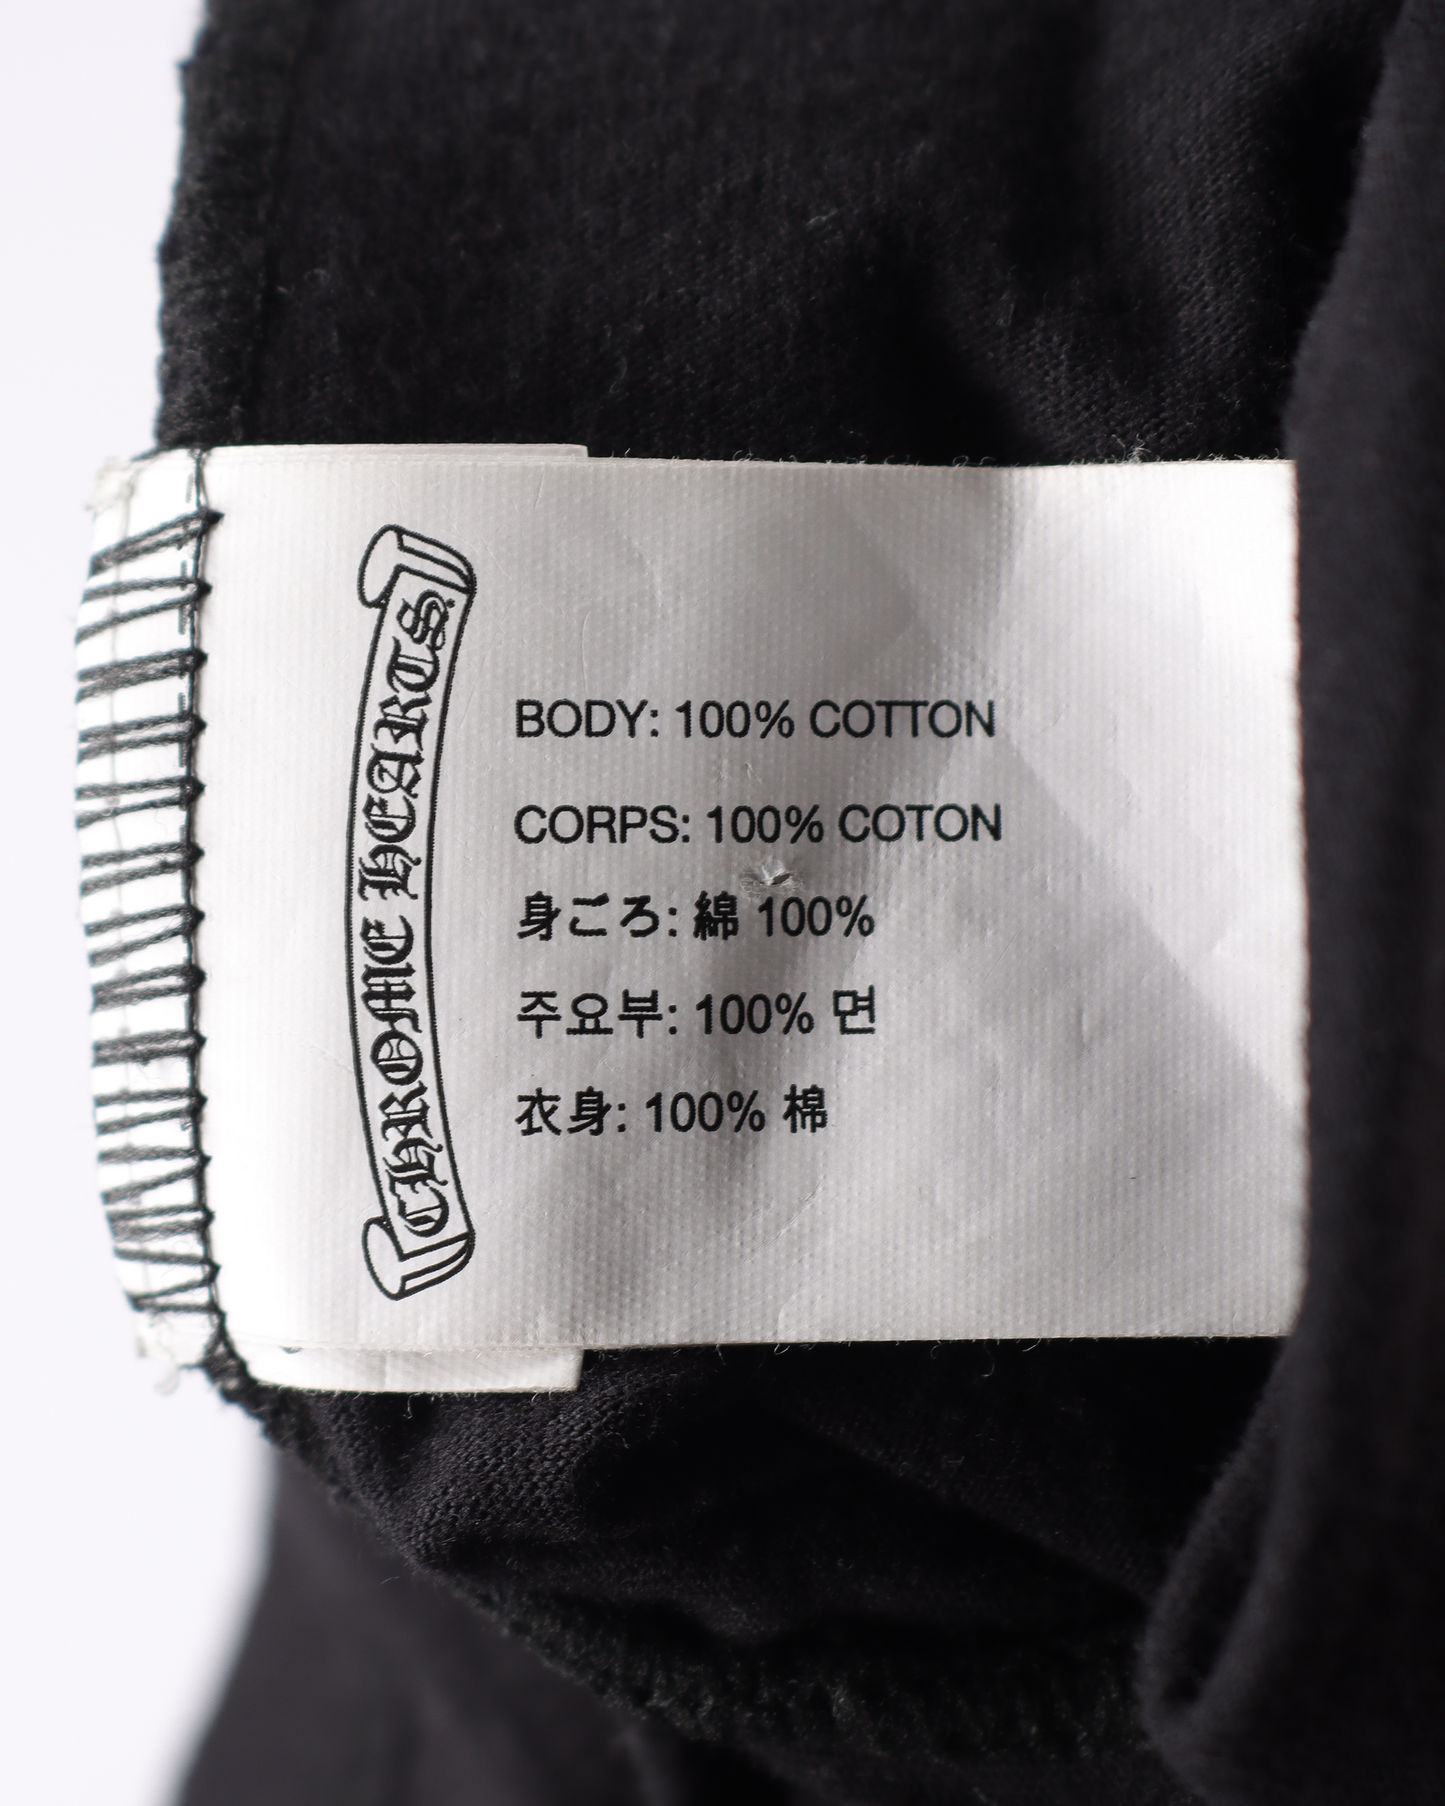 CHROME HEARTS
BODY: 100% COTTON
CORPS: 100% COTON
身ごろ: 綿 100%
주요부: 100% 면
衣身: 100% 棉